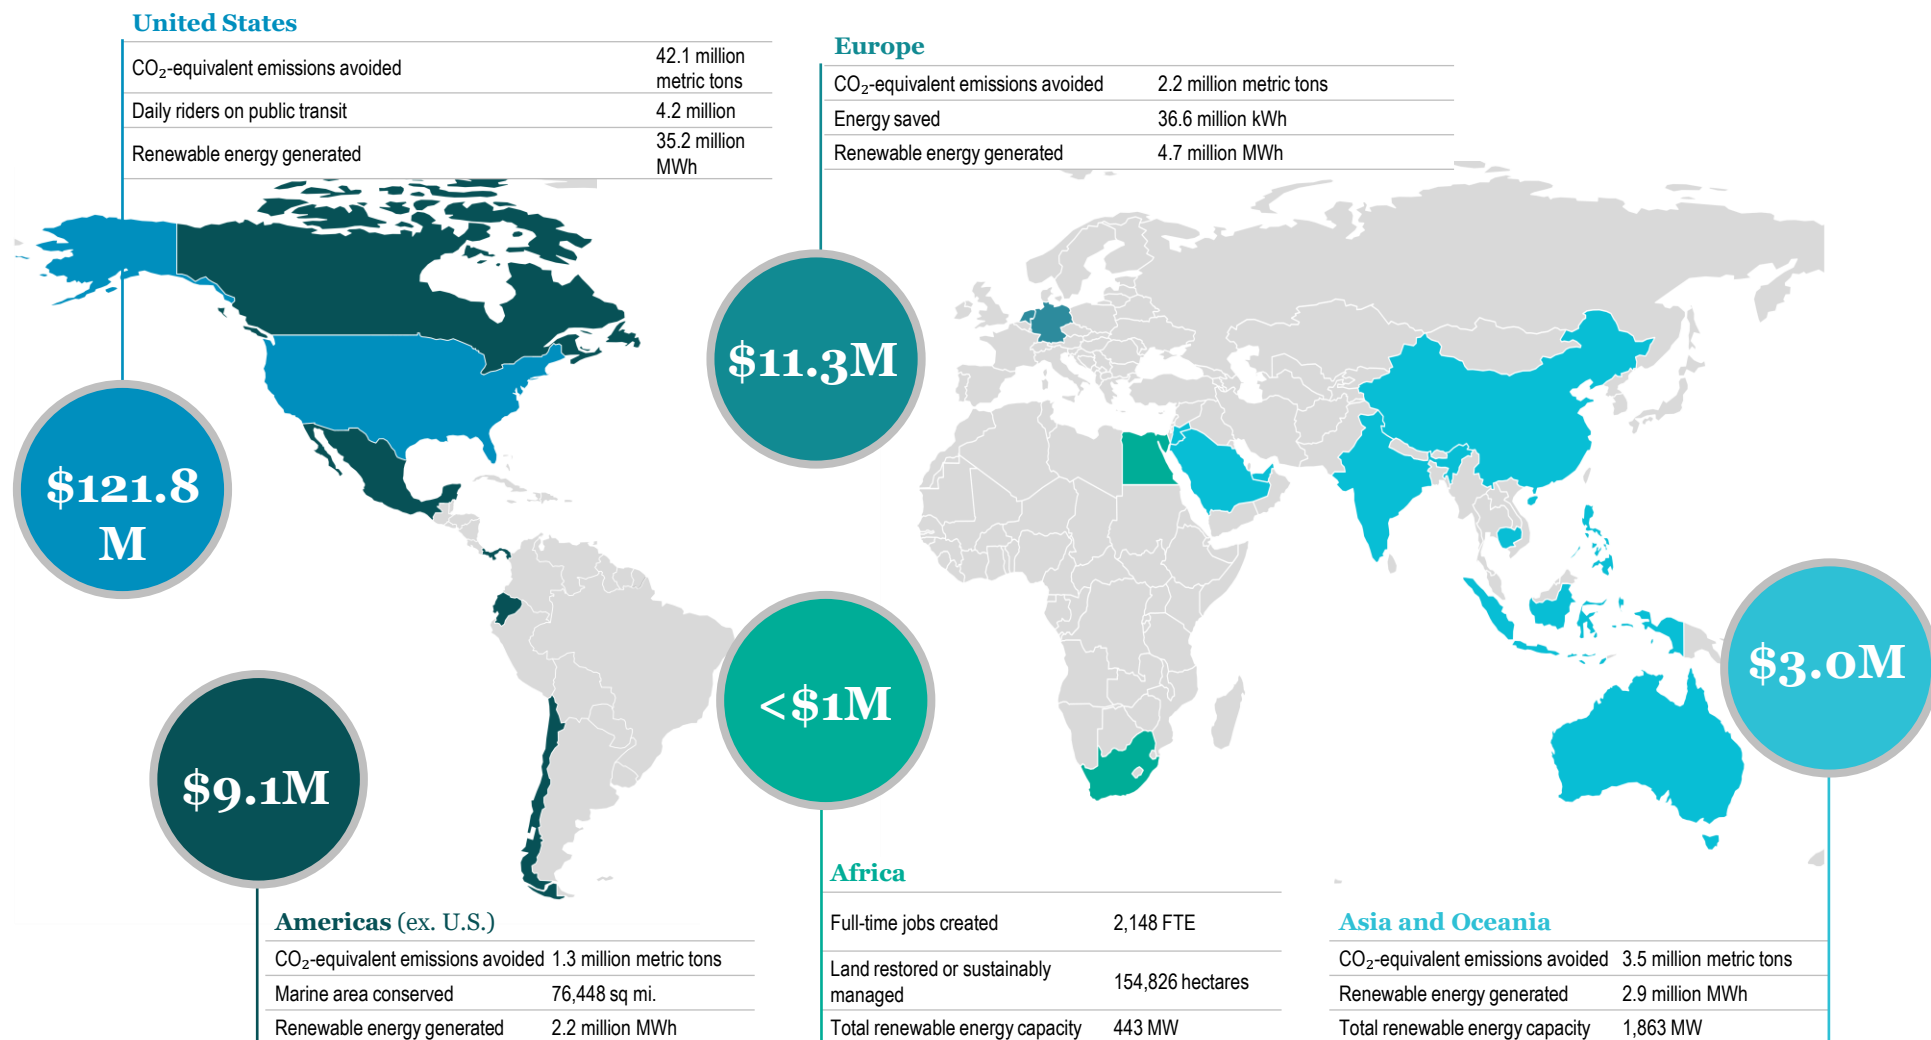 United States
CO₂-equivalent emissions avoided 42.1 million
metric tons
Daily riders on public transit 4.2 million
Renewable energy generated 35.2 million
MWh
Europe
CO₂-equivalent emissions avoided 2.2 million metric tons
Energy saved 36.6 million kWh
Renewable energy generated 4.7 million MWh
$11.3M
$121.8
M
$3.0M
<$1M
$9.1M
Americas (ex. U.S.)
CO₂-equivalent emissions avoided 1.3 million metric tons
Marine area conserved 76,448 sq mi.
Renewable energy generated 2.2 million MWh
Africa
Full-time jobs created 2,148 FTE
Land restored or sustainably
managed 154,826 hectares
Total renewable energy capacity 443 MW
Asia and Oceania
CO₂-equivalent emissions avoided 3.5 million metric tons
Renewable energy generated 2.9 million MWh
Total renewable energy capacity 1,863 MW